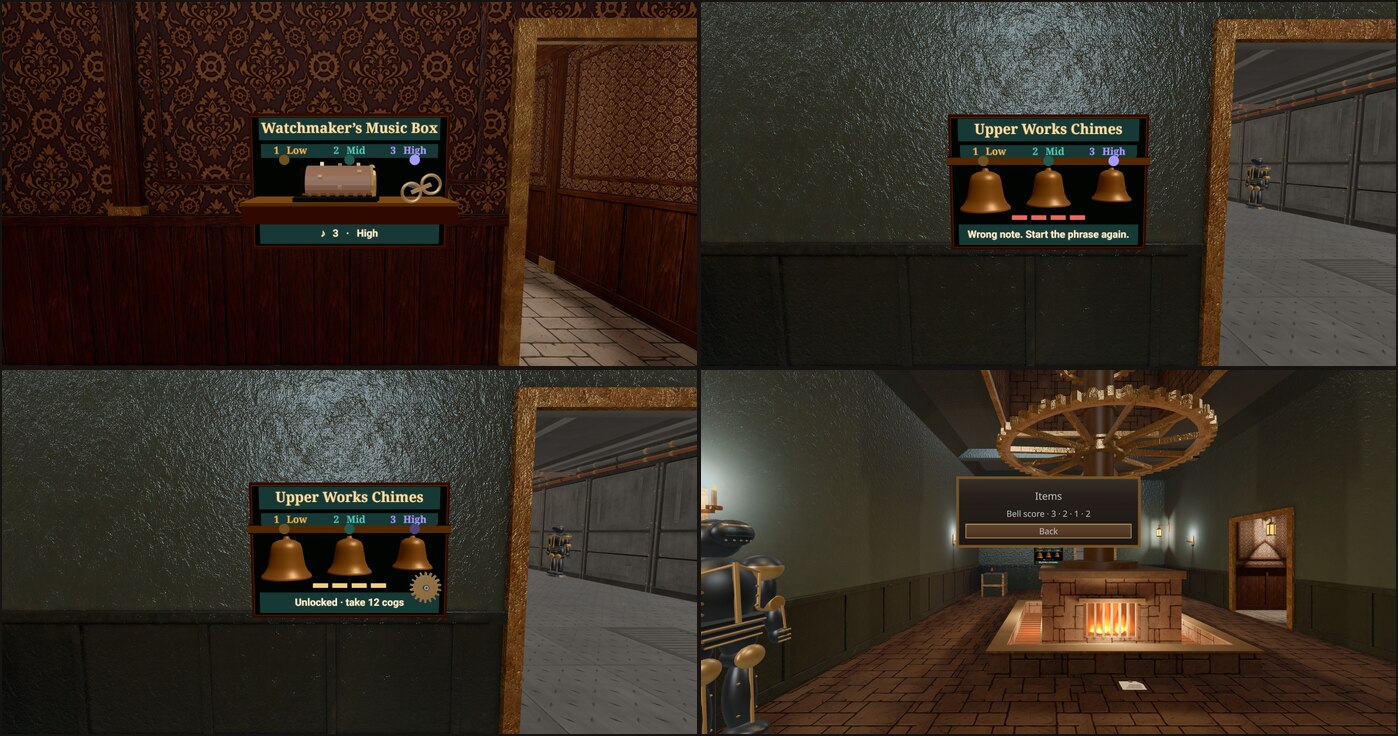 Watchmaker's Music Box
1 Low 2 Mid 3 High
♪ 3 · High
Upper Works Chimes
1 Low 2 Mid 3 High
Wrong note. Start the phrase again.
Upper Works Chimes
1 Low 2 Mid 3 High
Unlocked · take 12 cogs
Items
Bell score · 3 · 2 · 1 · 2
Back